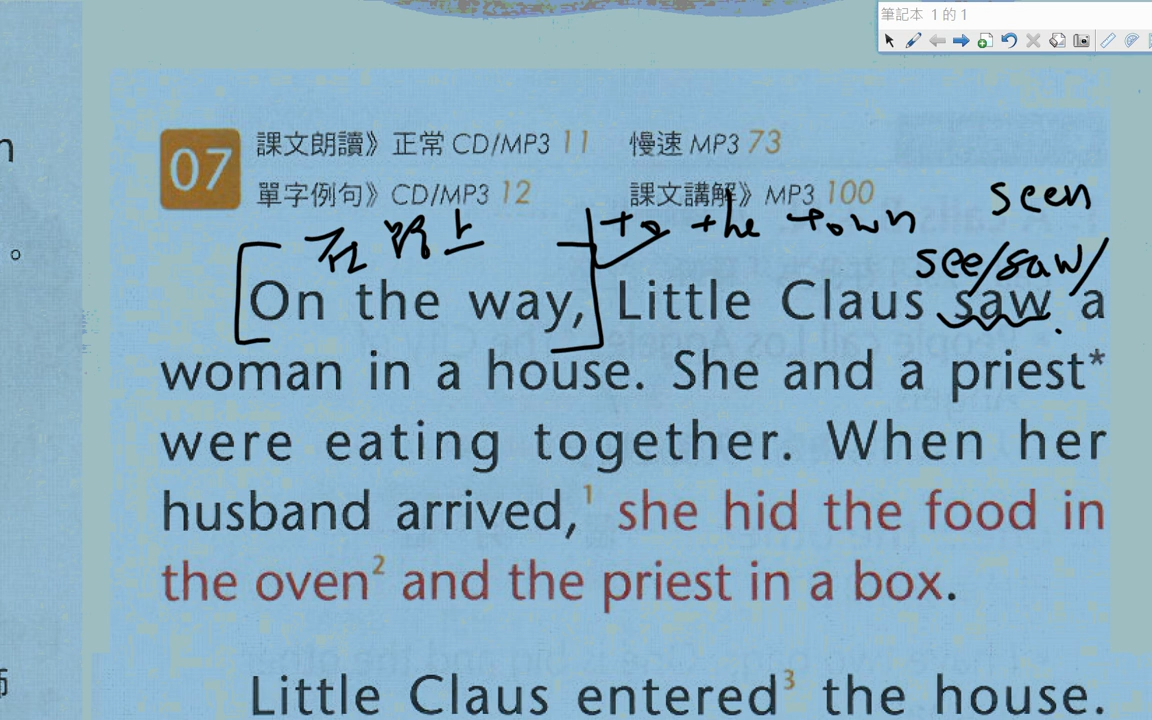 筆記本 1 的 1
n
07
課文朗讀》正常 CD/MP3 11 慢速 MP3 73
單字例句》CD/MP3 12 課文講解》MP3 100
。
seen
在路上 to the town
see/saw/
On the way, Little Claus saw a
woman in a house. She and a priest*
were eating together. When her
husband arrived,1 she hid the food in
the oven2 and the priest in a box.
Little Claus entered3 the house.